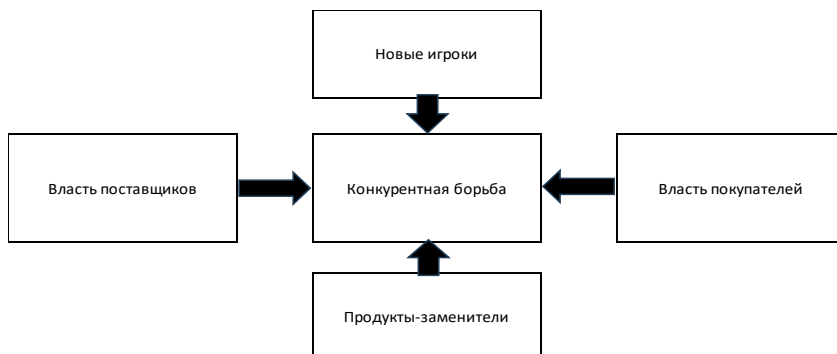 Новые игроки
Власть поставщиков
Конкурентная борьба
Власть покупателей
Продукты-заменители